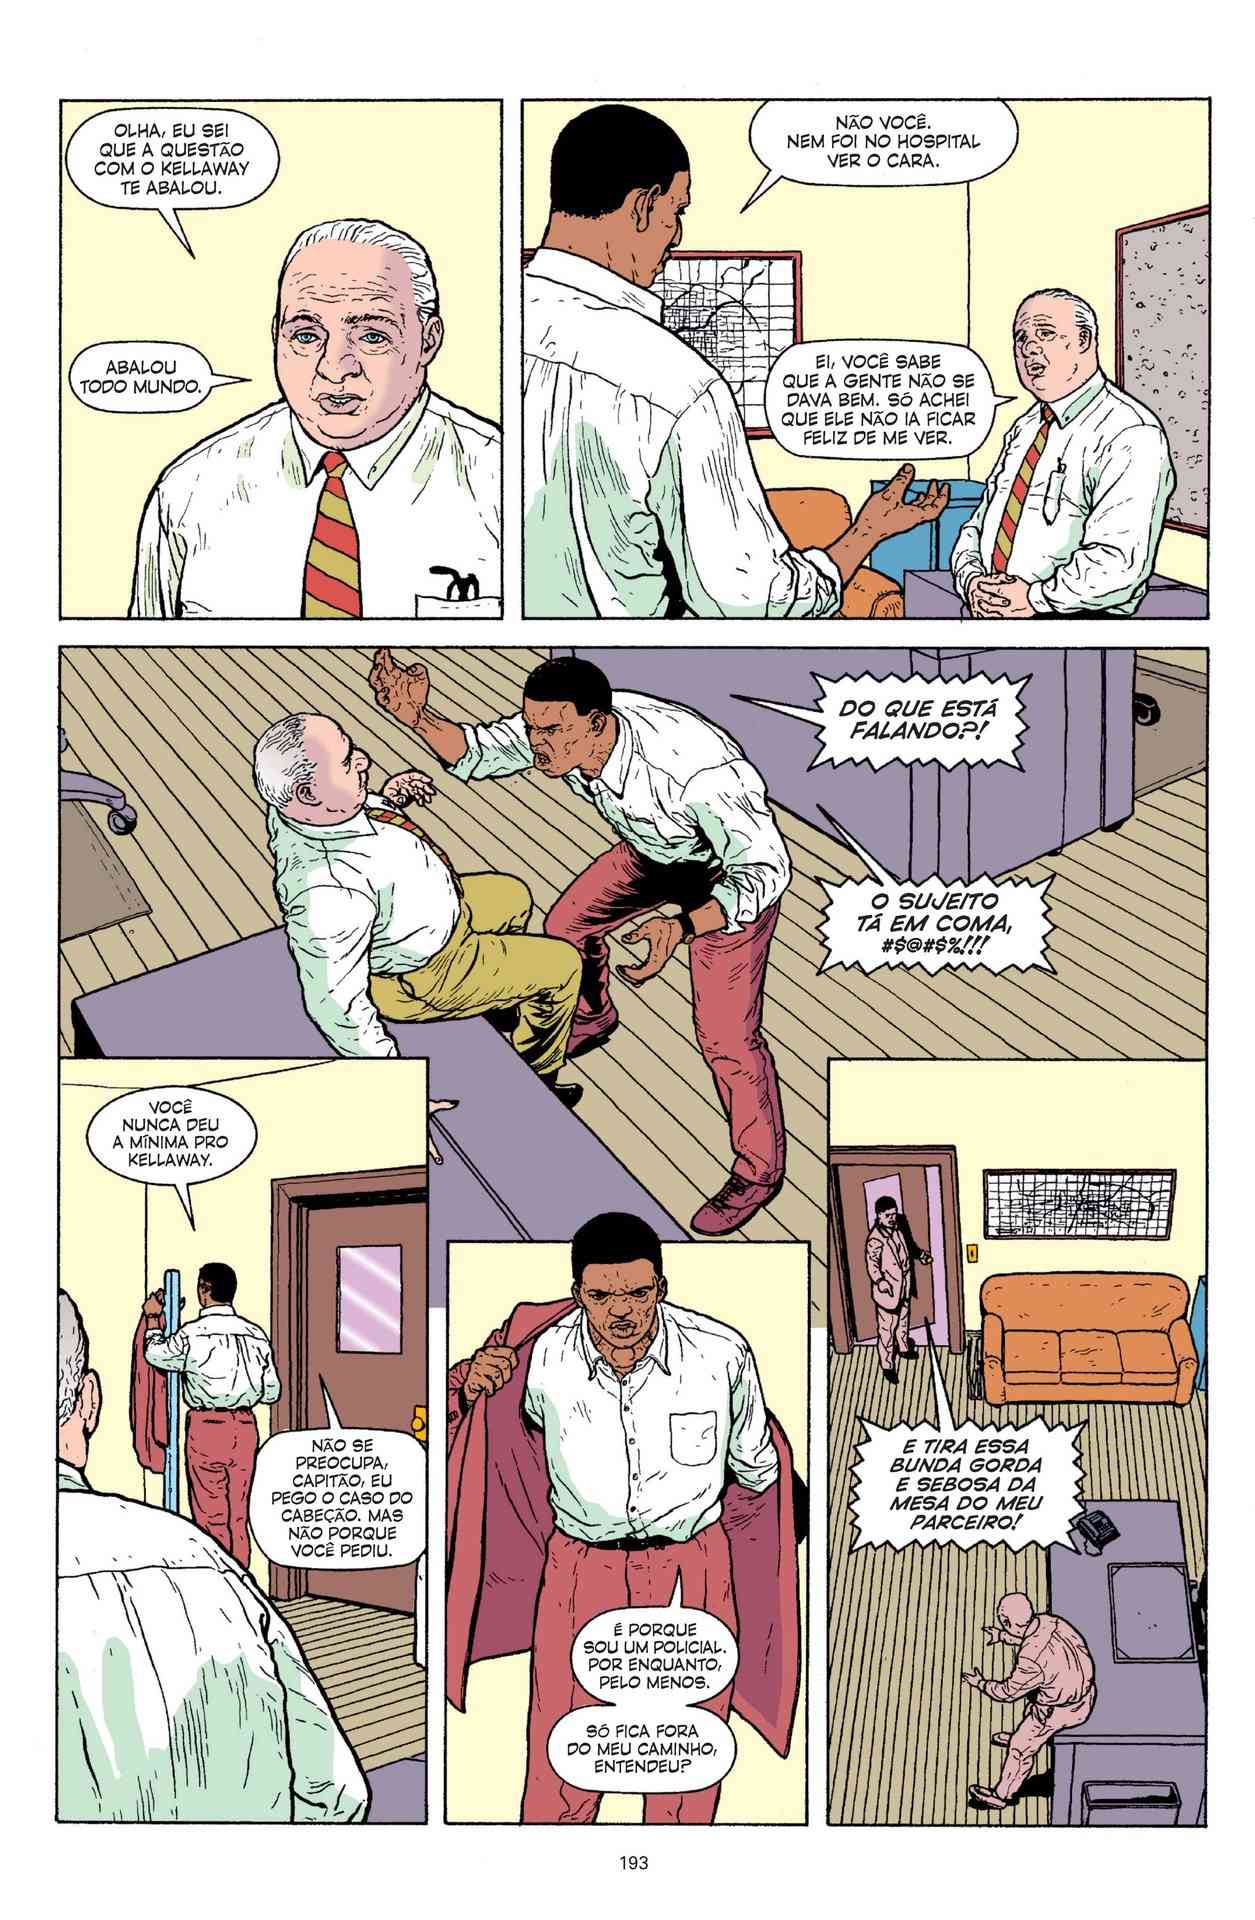 OLHA, EU SEI
QUE A QUESTÃO
COM O KELLAWAY
TE ABALOU.
ABALOU
TODO MUNDO.
NÃO VOCÊ.
NEM FOI NO HOSPITAL
VER O CARA.
EI, VOCÊ SABE
QUE A GENTE NÃO SE
DAVA BEM. SÓ ACHEI
QUE ELE NÃO IA FICAR
FELIZ DE ME VER.
DO QUE ESTÁ
FALANDO?!
O SUJEITO
TÁ EM COMA,
#$@#$%!!!
VOCÊ
NUNCA DEU
A MÍNIMA PRO
KELLAWAY.
NÃO SE
PREOCUPA,
CAPITÃO, EU
PEGO O CASO DO
CABEÇÃO. MAS
NÃO PORQUE
VOCÊ PEDIU.
É PORQUE
SOU UM POLICIAL.
POR ENQUANTO,
PELO MENOS.
SÓ FICA FORA
DO MEU CAMINHO,
ENTENDEU?
E TIRA ESSA
BUNDA GORDA
E SEBOSA DA
MESA DO MEU
PARCEIRO!
193